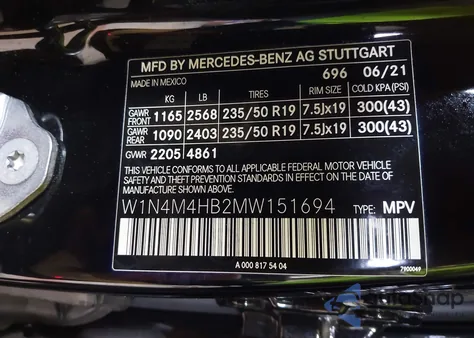 MFD BY MERCEDES-BENZ AG STUTTGART
MADE IN MEXICO 696 06/21
KG LB TIRES RIM SIZE COLD KPA(PSI)
GAWR FRONT 1165 2568 235/50 R19 7.5Jx19 300(43)
GAWR REAR 1090 2403 235/50 R19 7.5Jx19 300(43)
GVWR 2205 4861
THIS VEHICLE CONFORMS TO ALL APPLICABLE FEDERAL MOTOR VEHICLE
SAFETY AND THEFT PREVENTION STANDARDS IN EFFECT ON THE DATE
OF MANUFACTURE SHOWN ABOVE.
W1N4M4HB2MW151694 TYPE: MPV
A 000 817 54 04
7900049
autosnap